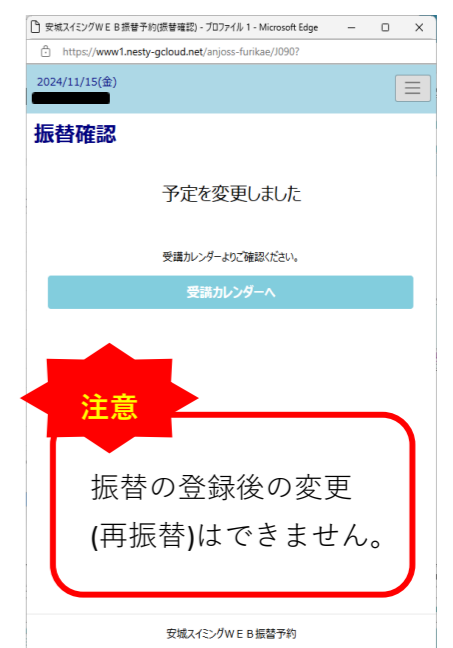 安城スイミングＷＥＢ振替予約(振替確認) - プロファイル 1 - Microsoft Edge
https://www1.nesty-gcloud.net/anjoss-furikae/J090?
2024/11/15(金)
振替確認
予定を変更しました
受講カレンダーよりご確認ください。
受講カレンダーへ
注意
振替の登録後の変更
(再振替)はできません。
安城スイミングＷＥＢ振替予約